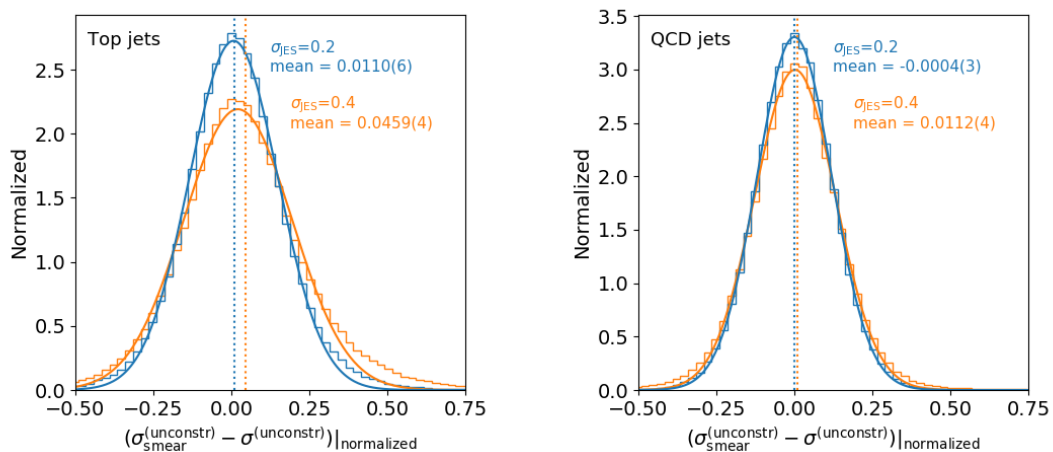 Top jets
σJES=0.2
mean = 0.0110(6)
σJES=0.4
mean = 0.0459(4)
Normalized
2.5
2.0
1.5
1.0
0.5
0.0
−0.50 −0.25 0.00 0.25 0.50 0.75
(σ_smear^(unconstr) − σ^(unconstr))|normalized
QCD jets
σJES=0.2
mean = -0.0004(3)
σJES=0.4
mean = 0.0112(4)
Normalized
3.5
3.0
2.5
2.0
1.5
1.0
0.5
0.0
−0.50 −0.25 0.00 0.25 0.50 0.75
(σ_smear^(unconstr) − σ^(unconstr))|normalized